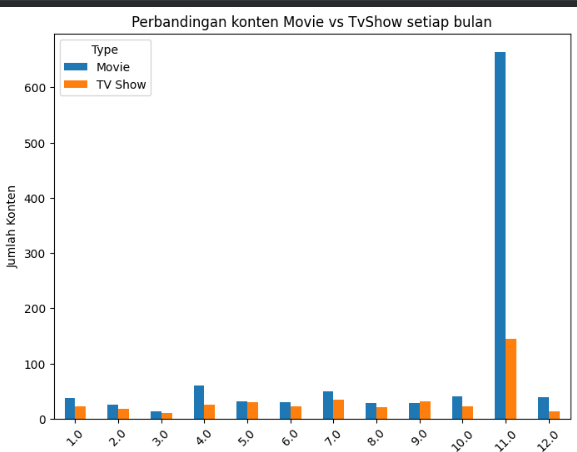 Perbandingan konten Movie vs TvShow setiap bulan
Type
Movie
TV Show
Jumlah Konten
600
500
400
300
200
100
0
1.0 2.0 3.0 4.0 5.0 6.0 7.0 8.0 9.0 10.0 11.0 12.0